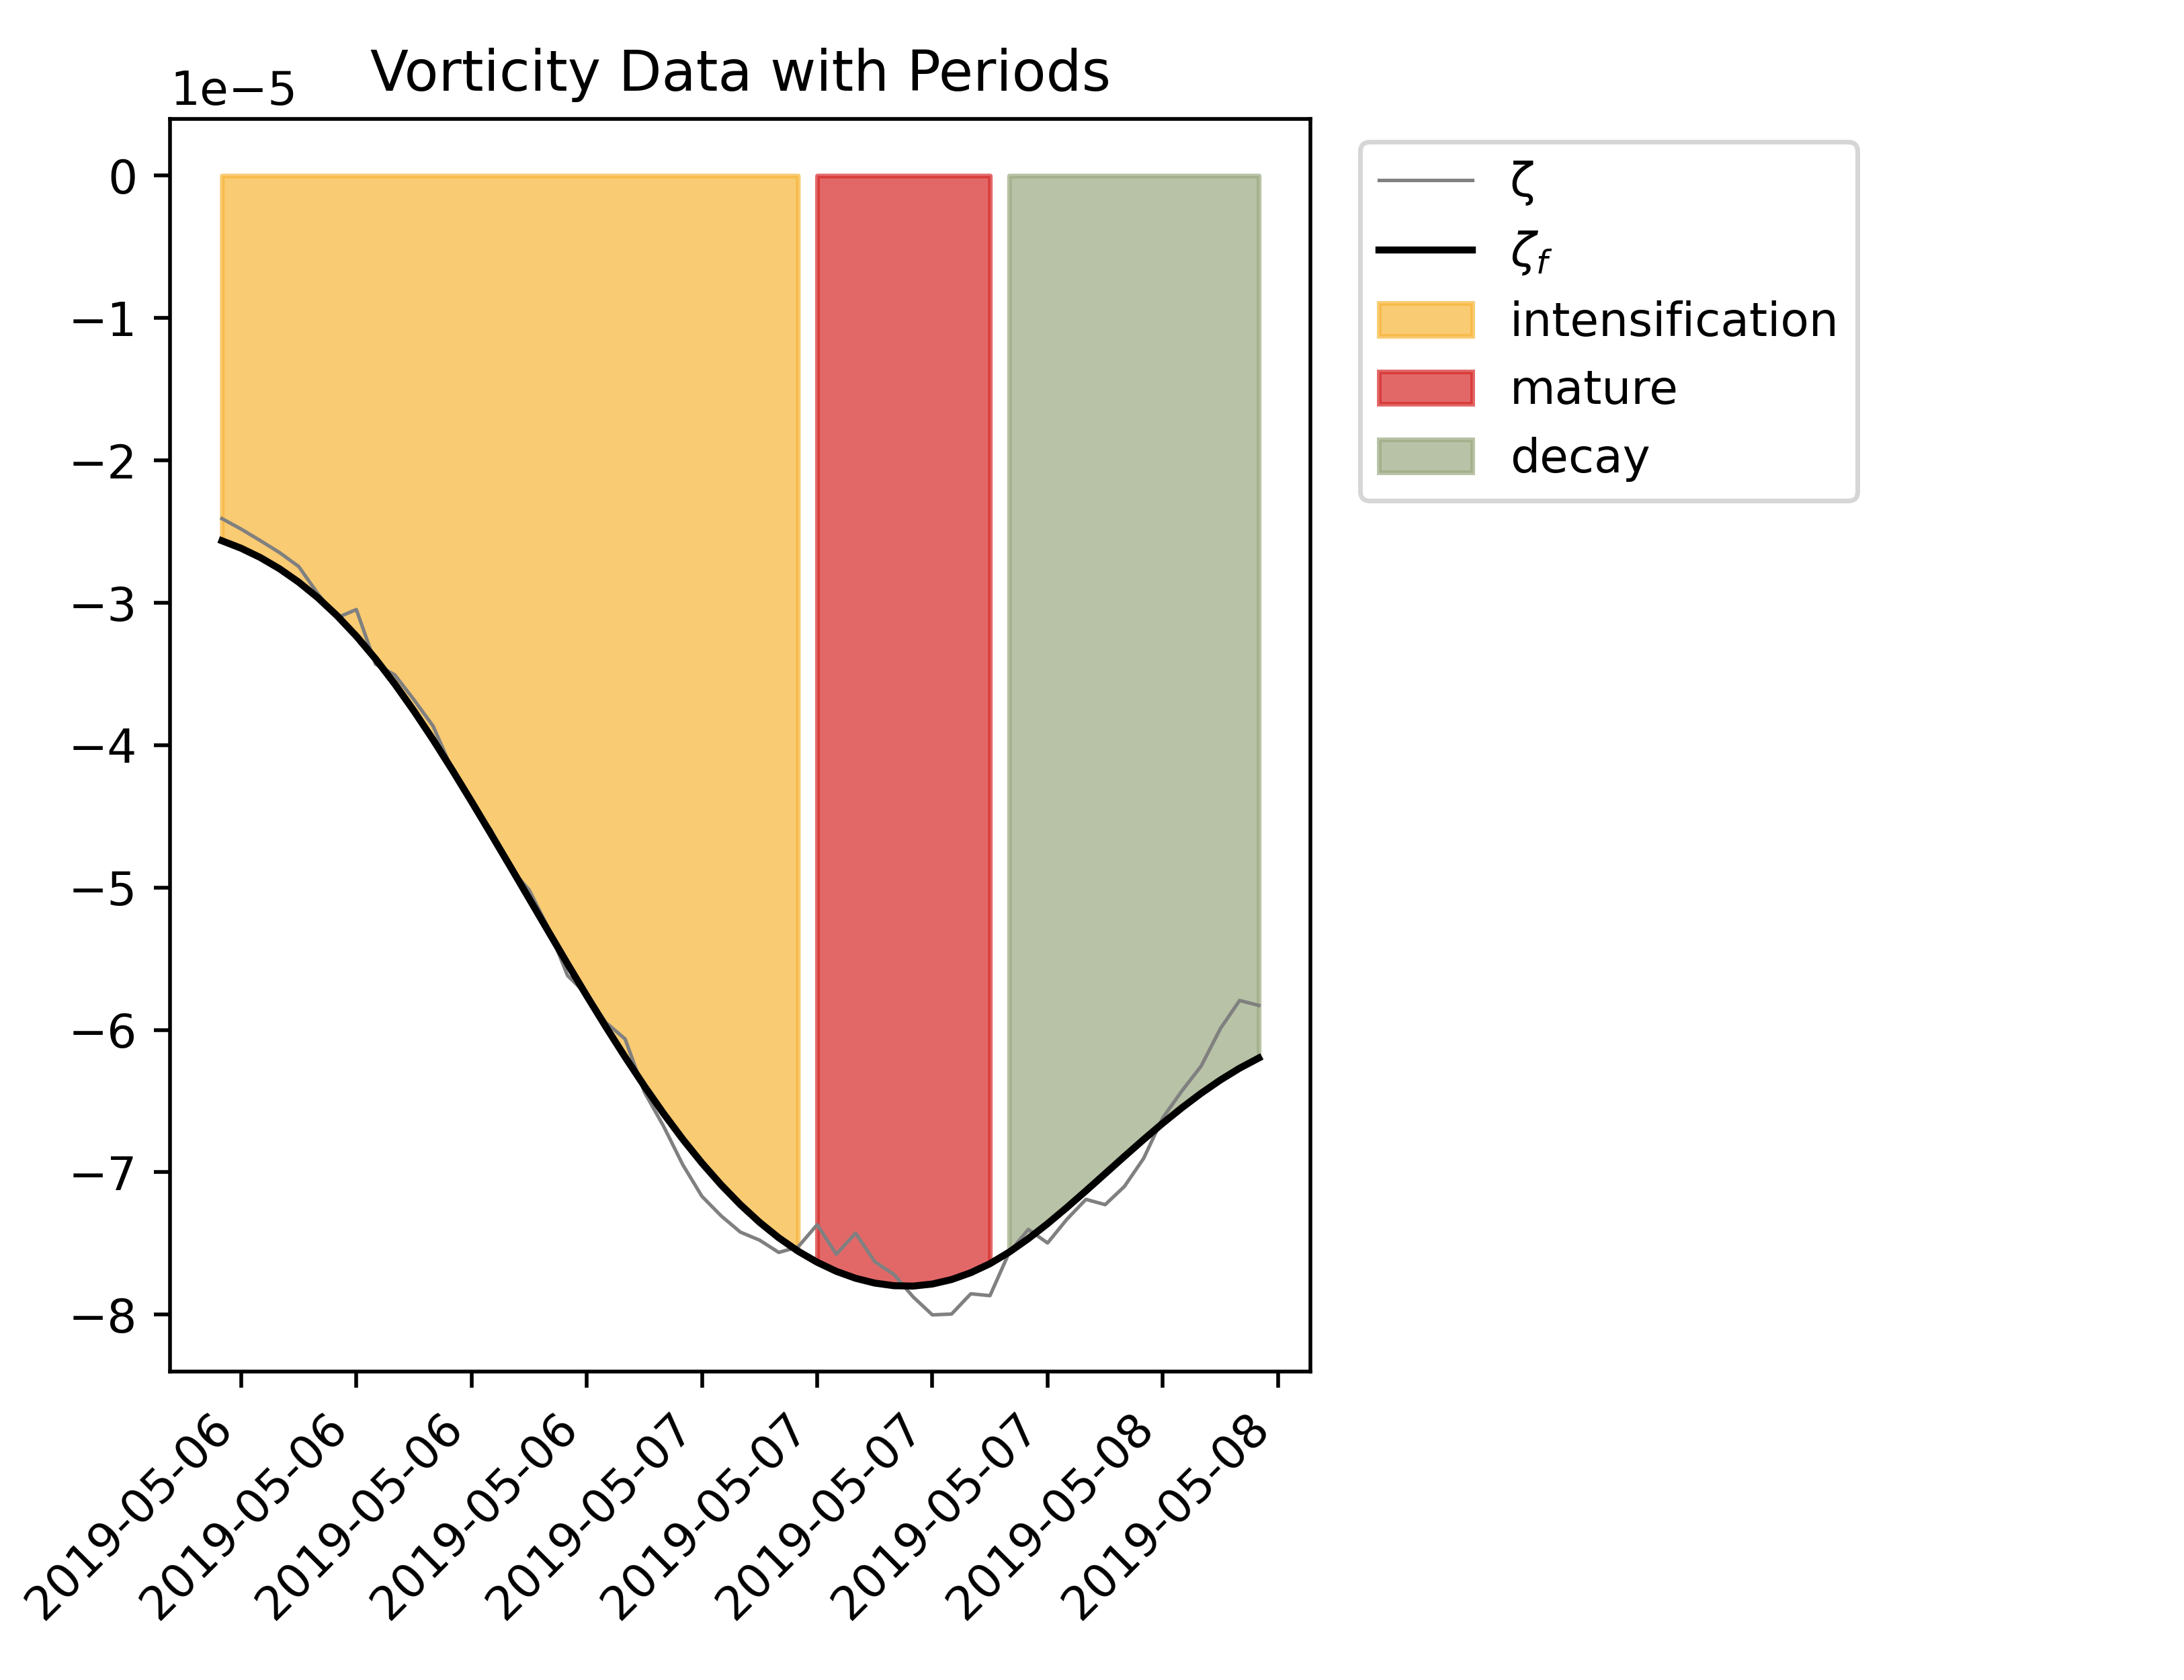 Vorticity Data with Periods
1e−5
0
−1
−2
−3
−4
−5
−6
−7
−8
2019-05-06
2019-05-06
2019-05-06
2019-05-06
2019-05-07
2019-05-07
2019-05-07
2019-05-07
2019-05-08
2019-05-08
ζ
ζf
intensification
mature
decay